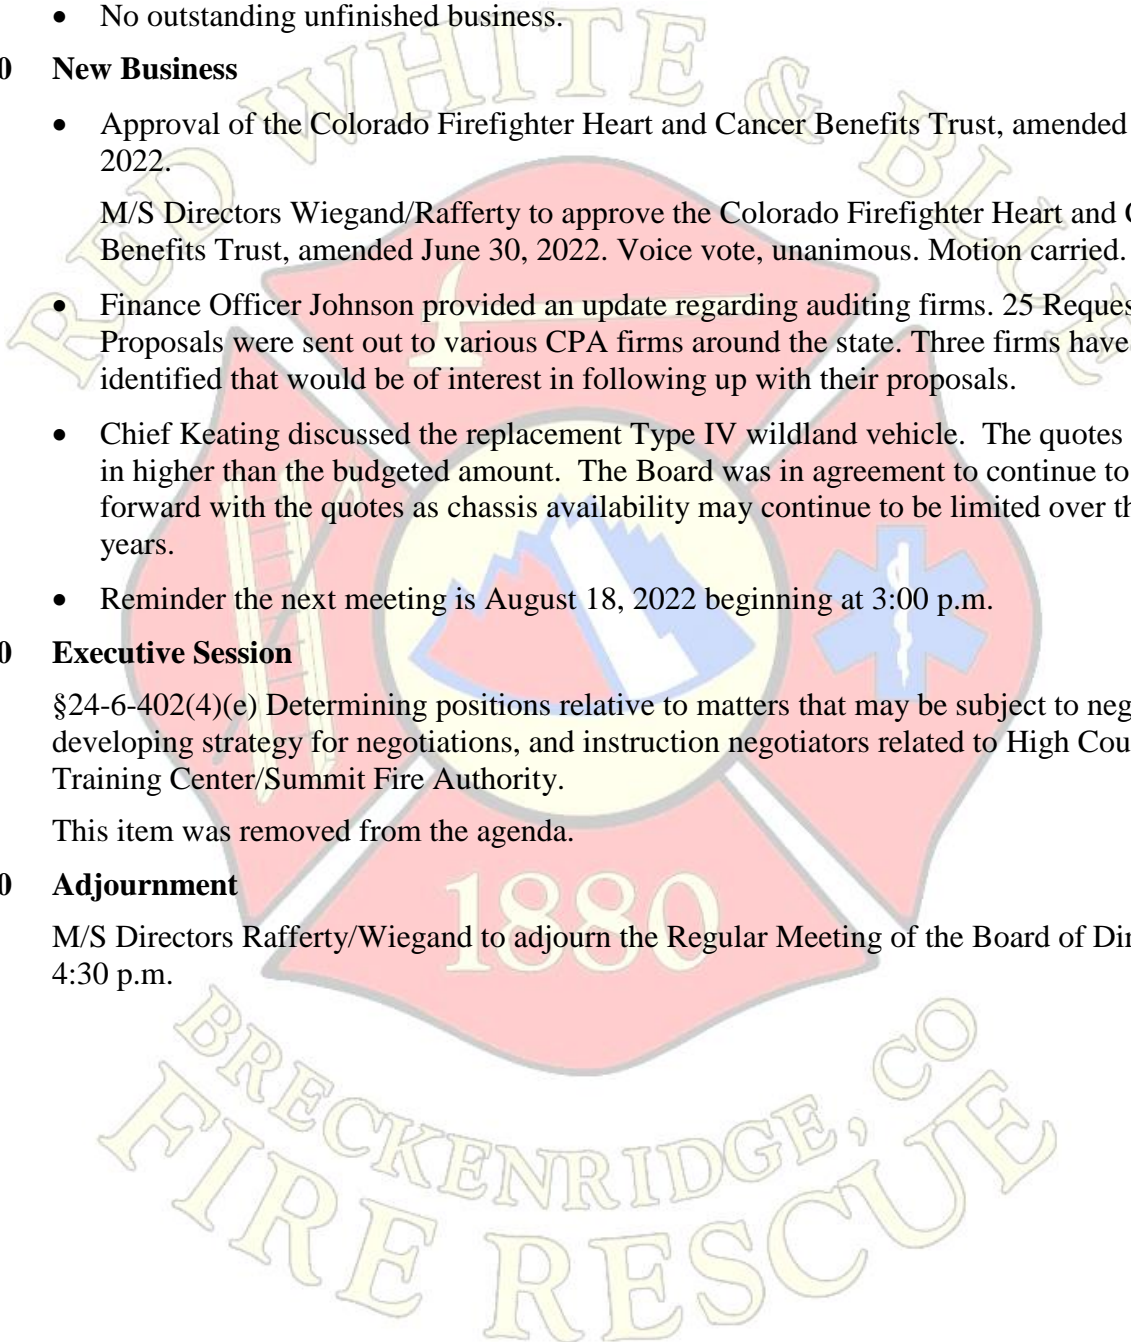 • No outstanding unfinished business.
0 New Business
• Approval of the Colorado Firefighter Heart and Cancer Benefits Trust, amended
2022.
M/S Directors Wiegand/Rafferty to approve the Colorado Firefighter Heart and C
Benefits Trust, amended June 30, 2022. Voice vote, unanimous. Motion carried.
• Finance Officer Johnson provided an update regarding auditing firms. 25 Reques
Proposals were sent out to various CPA firms around the state. Three firms have
identified that would be of interest in following up with their proposals.
• Chief Keating discussed the replacement Type IV wildland vehicle. The quotes
in higher than the budgeted amount. The Board was in agreement to continue to
forward with the quotes as chassis availability may continue to be limited over th
years.
• Reminder the next meeting is August 18, 2022 beginning at 3:00 p.m.
0 Executive Session
§24-6-402(4)(e) Determining positions relative to matters that may be subject to neg
developing strategy for negotiations, and instruction negotiators related to High Cou
Training Center/Summit Fire Authority.
This item was removed from the agenda.
0 Adjournment
M/S Directors Rafferty/Wiegand to adjourn the Regular Meeting of the Board of Dir
4:30 p.m.
RED WHITE & BLUE
1880
BRECKENRIDGE, CO
FIRE RESCUE